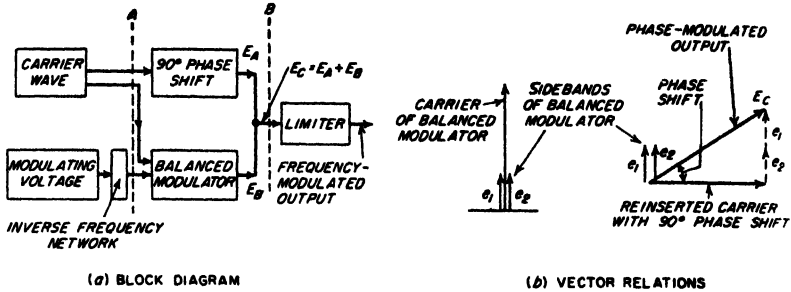 A
B
CARRIER
WAVE
90° PHASE
SHIFT
E_A
E_C = E_A + E_B
LIMITER
MODULATING
VOLTAGE
BALANCED
MODULATOR
E_B
FREQUENCY-
MODULATED
OUTPUT
INVERSE FREQUENCY
NETWORK
(a) BLOCK DIAGRAM
CARRIER
OF BALANCED
MODULATOR
SIDEBANDS
OF BALANCED
MODULATOR
e_1
e_2
PHASE-MODULATED
OUTPUT
PHASE
SHIFT
E_C
e_1
e_2
e_1
e_2
REINSERTED CARRIER
WITH 90° PHASE SHIFT
(b) VECTOR RELATIONS